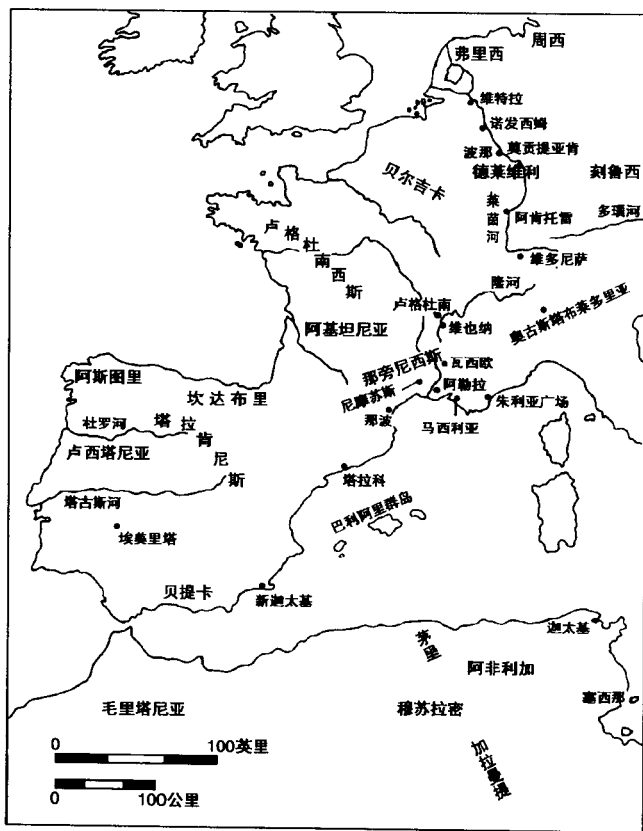 周西
弗里西
维特拉
诺发西姆
波那
莫贡提亚肯
德莱维利
刻鲁西
贝尔吉卡
莱茵河
阿肯托雷
多瑙河
维多尼萨
卢格杜南西斯
隆河
卢格杜南
维也纳
奥古斯塔布莱多里亚
阿基坦尼亚
那旁尼西斯
瓦西欧
尼摩苏斯
阿勒拉
朱利亚广场
那波
马西利亚
阿斯图里
坎达布里
杜罗河
塔拉肯尼斯
卢西塔尼亚
塔拉科
塔古斯河
巴利阿里群岛
埃美里塔
贝提卡
新迦太基
迦太基
茅里
阿非利加
塞西那
毛里塔尼亚
穆苏拉密
加拉曼提
0 100英里
0 100公里